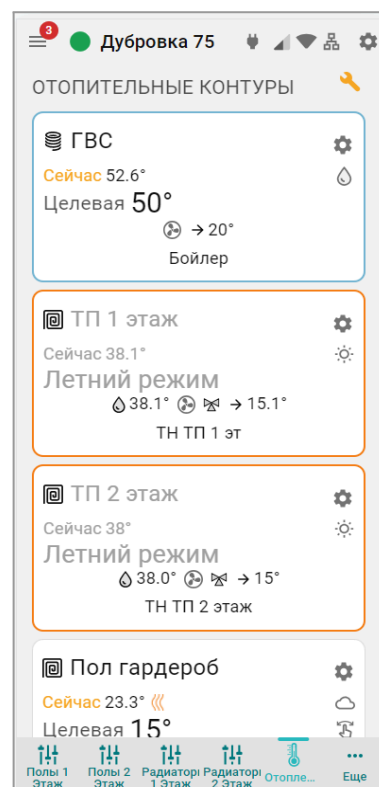 3
Дубровка 75
ОТОПИТЕЛЬНЫЕ КОНТУРЫ
ГВС
Сейчас 52.6°
Целевая 50°
→ 20°
Бойлер
ТП 1 этаж
Сейчас 38.1°
Летний режим
38.1° → 15.1°
ТН ТП 1 эт
ТП 2 этаж
Сейчас 38°
Летний режим
38.0° → 15°
ТН ТП 2 этаж
Пол гардероб
Сейчас 23.3°
Целевая 15°
Полы 1 Полы 2 Радиаторı Радиаторı Отопле... Еще
Этаж Этаж 1 Этаж 2 Этаж